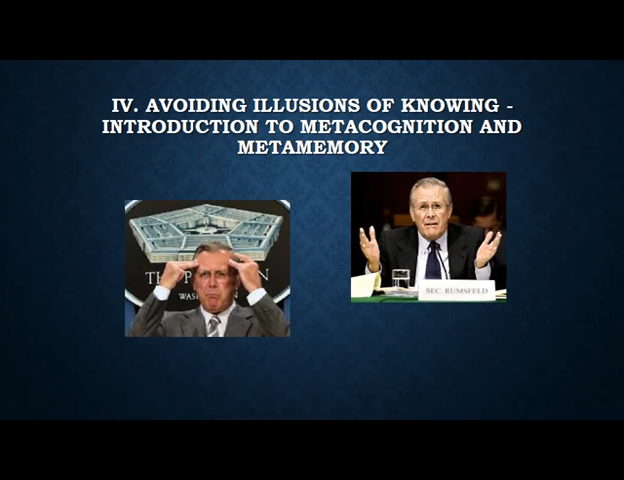 IV. AVOIDING ILLUSIONS OF KNOWING -
INTRODUCTION TO METACOGNITION AND
METAMEMORY
SEC. RUMSFELD